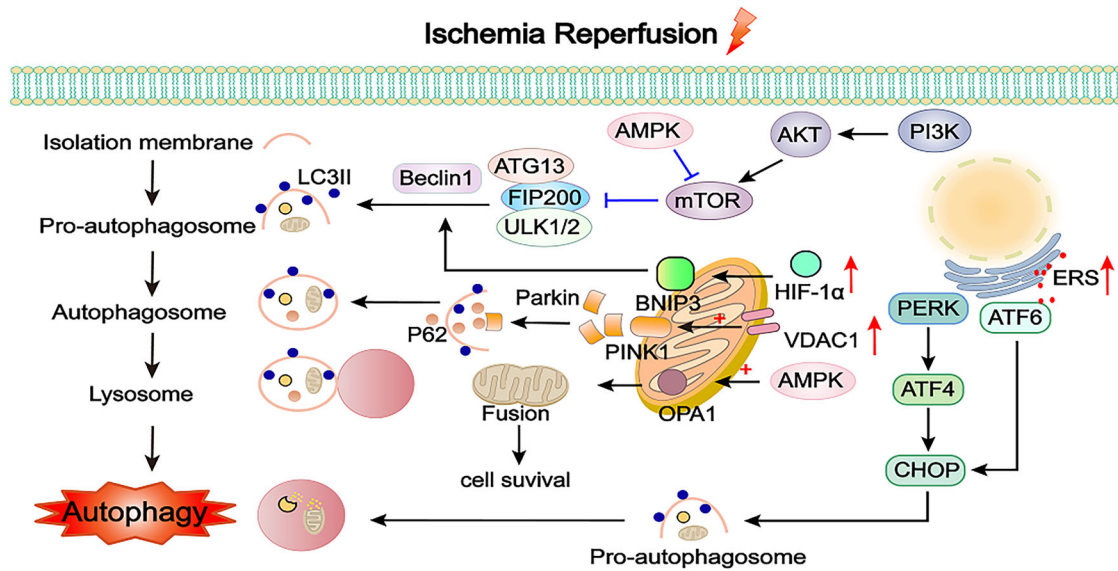 Ischemia Reperfusion
Isolation membrane
LC3II
Pro-autophagosome
Autophagosome
Lysosome
Autophagy
Beclin1
ATG13
FIP200
ULK1/2
AMPK
mTOR
AKT
PI3K
BNIP3
HIF-1α
Parkin
P62
PINK1
+
VDAC1
+
AMPK
OPA1
Fusion
cell suvival
ERS
PERK
ATF6
ATF4
CHOP
Pro-autophagosome